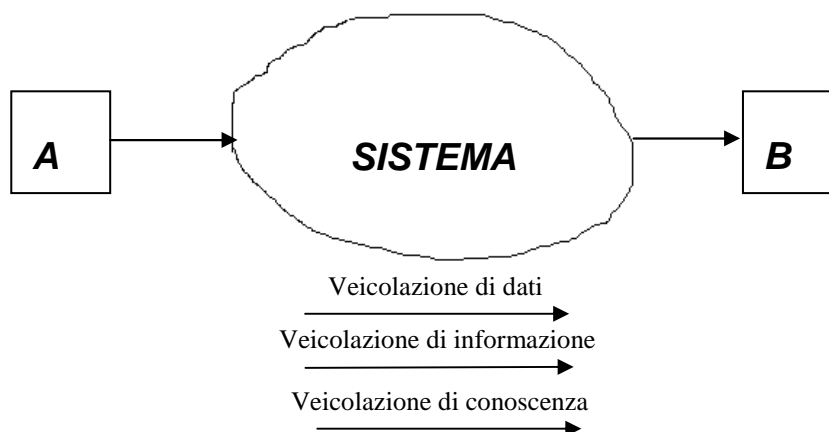 A
SISTEMA
B
Veicolazione di dati
Veicolazione di informazione
Veicolazione di conoscenza